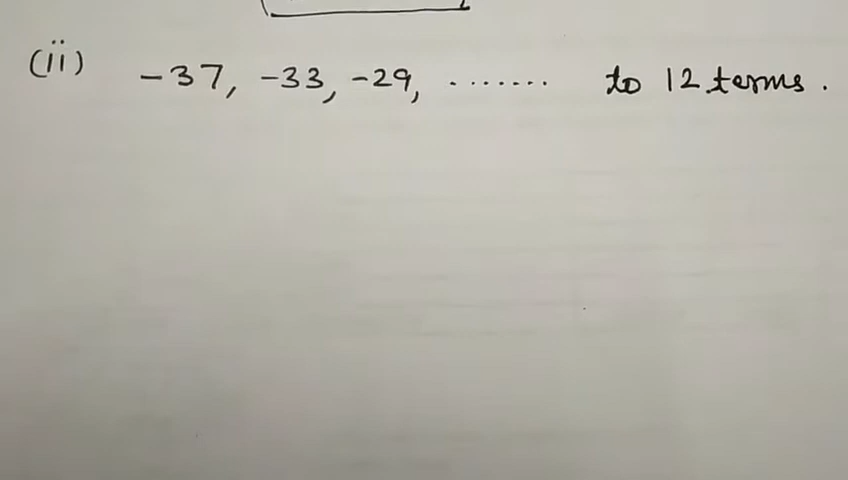 (ii) -37, -33, -29, ........ to 12 terms.